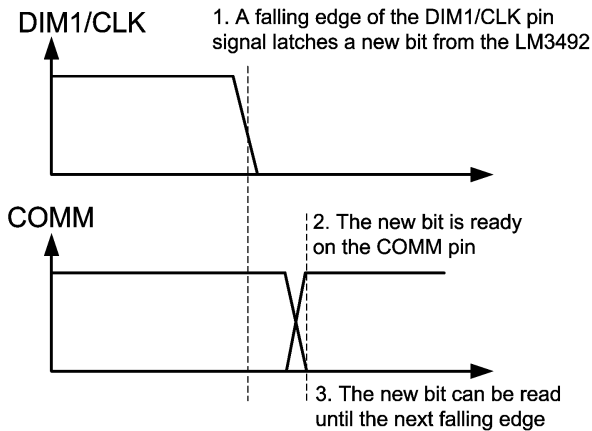 DIM1/CLK
1. A falling edge of the DIM1/CLK pin
signal latches a new bit from the LM3492
COMM
2. The new bit is ready
on the COMM pin
3. The new bit can be read
until the next falling edge